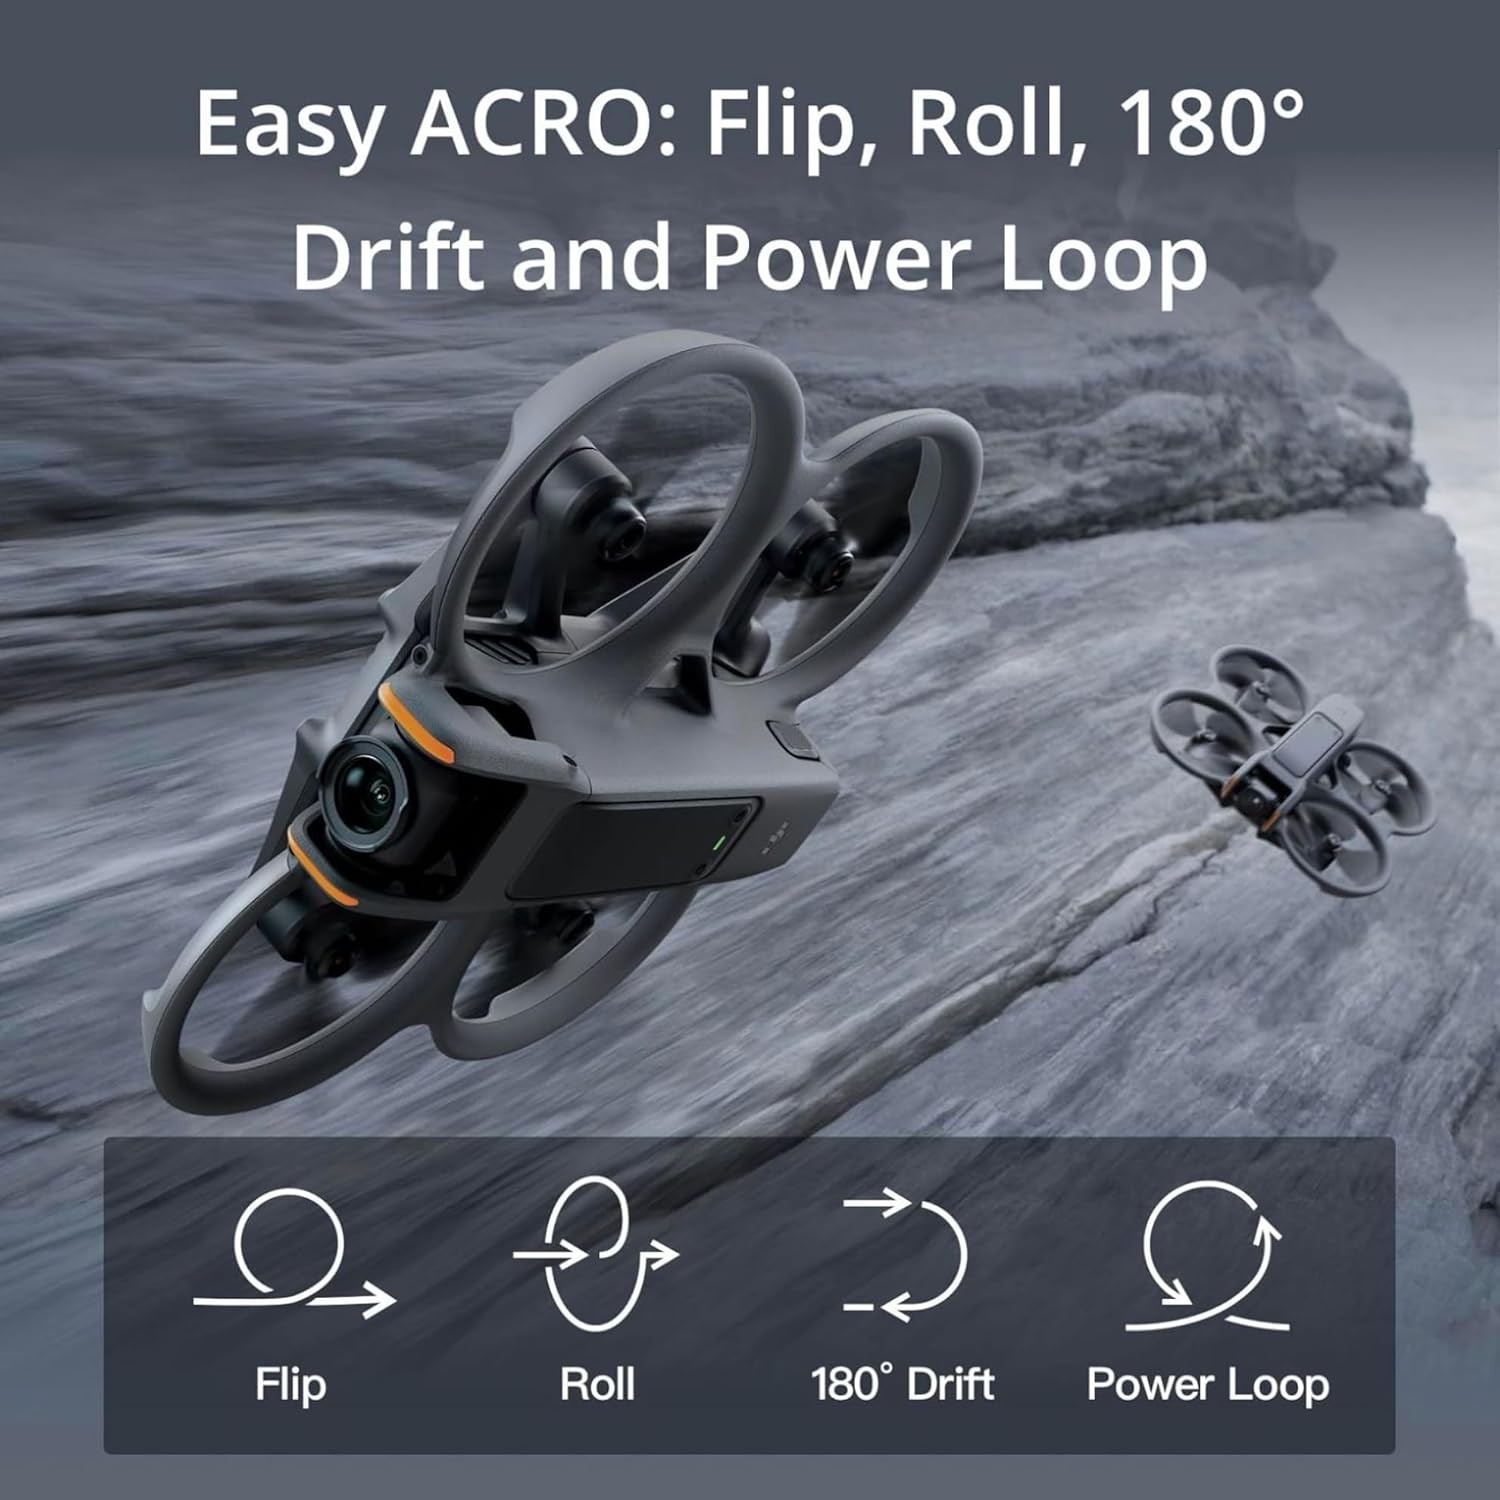 Easy ACRO: Flip, Roll, 180°
Drift and Power Loop
Flip
Roll
180° Drift
Power Loop